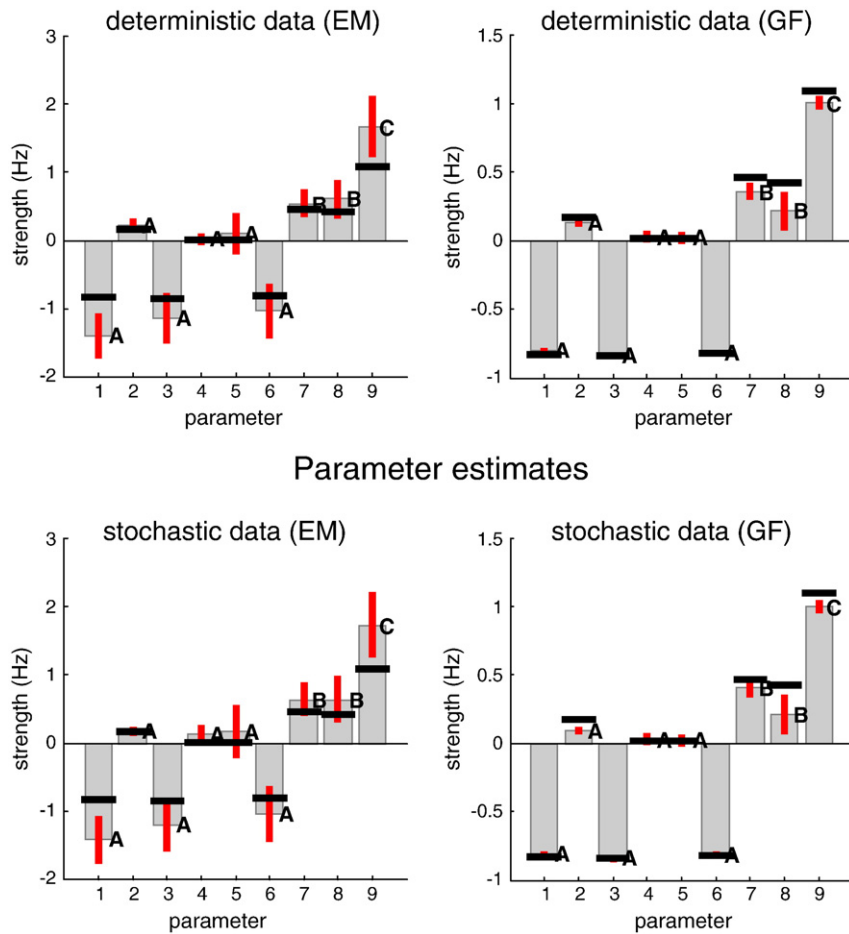 deterministic data (EM)
3
2
1
0
-1
-2
strength (Hz)
A
A
A
A
A
A
B
B
C
1 2 3 4 5 6 7 8 9
parameter
deterministic data (GF)
1.5
1
0.5
0
-0.5
-1
strength (Hz)
A
A
A
A
A
A
B
B
C
1 2 3 4 5 6 7 8 9
parameter
Parameter estimates
stochastic data (EM)
3
2
1
0
-1
-2
strength (Hz)
A
A
A
A
A
A
B
B
C
1 2 3 4 5 6 7 8 9
parameter
stochastic data (GF)
1.5
1
0.5
0
-0.5
-1
strength (Hz)
A
A
A
A
A
A
B
B
C
1 2 3 4 5 6 7 8 9
parameter